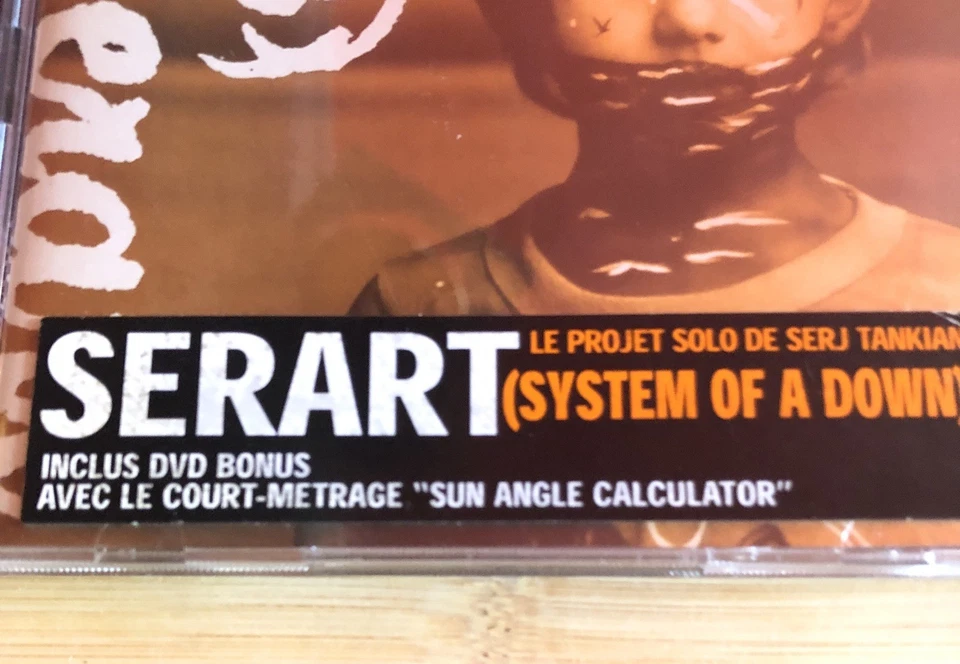 SERART
LE PROJET SOLO DE SERJ TANKIAN
(SYSTEM OF A DOWN)
INCLUS DVD BONUS
AVEC LE COURT-METRAGE "SUN ANGLE CALCULATOR"